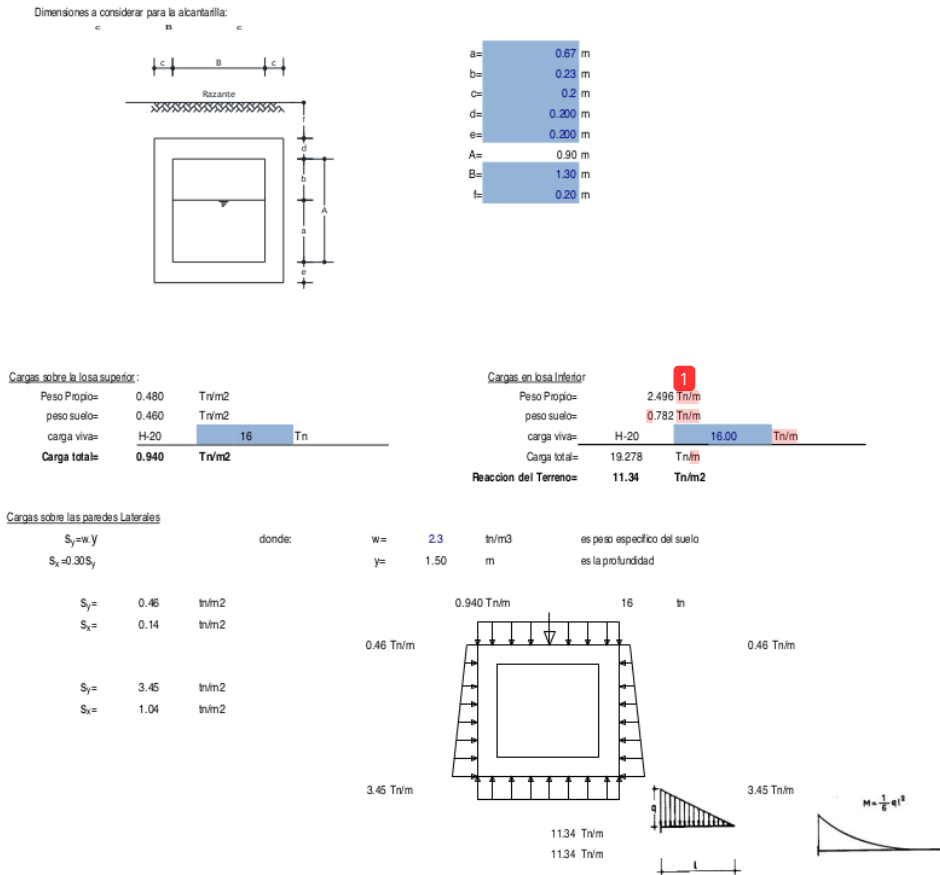 Dimensiones a considerar para la alcantarilla:
c B c
c B c
Razante
f
d
b
A
a
e
a= 0.67 m
b= 0.23 m
c= 0.2 m
d= 0.200 m
e= 0.200 m
A= 0.90 m
B= 1.30 m
f= 0.20 m
Cargas sobre la losa superior:
Peso Propio= 0.480 Tn/m2
peso suelo= 0.460 Tn/m2
carga viva= H-20 16 Tn
Carga total= 0.940 Tn/m2
Cargas en losa Inferior
1
Peso Propio= 2.496 Tn/m
peso suelo= 0.782 Tn/m
carga viva= H-20 16.00 Tn/m
Carga total= 19.278 Tn/m
Reaccion del Terreno= 11.34 Tn/m2
Cargas sobre las paredes Laterales
Sy=w.y donde: w= 2.3 tn/m3 es peso especifico del suelo
Sx=0.30Sy y= 1.50 m es la profundidad
Sy= 0.46 tn/m2
Sx= 0.14 tn/m2
Sy= 3.45 tn/m2
Sx= 1.04 tn/m2
0.940 Tn/m 16 tn
0.46 Tn/m 0.46 Tn/m
3.45 Tn/m 3.45 Tn/m
11.34 Tn/m
11.34 Tn/m
q
l
M=1/6 ql²